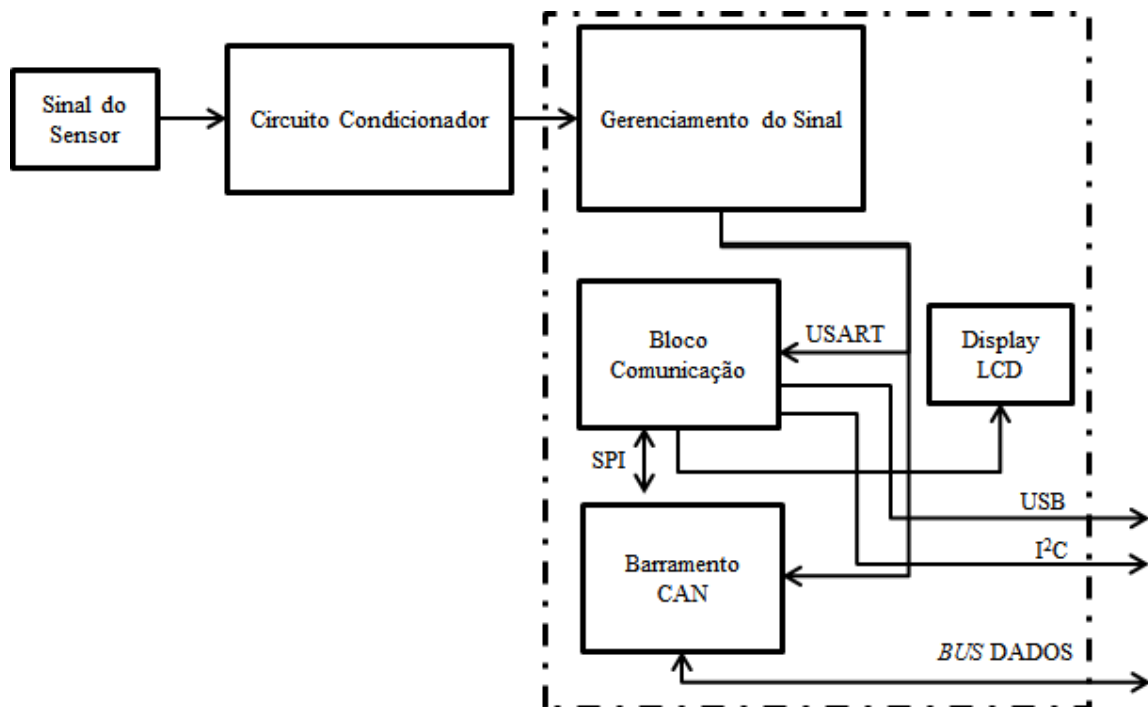 Sinal do
Sensor
Circuito Condicionador
Gerenciamento do Sinal
Bloco
Comunicação
USART
Display
LCD
SPI
USB
I²C
Barramento
CAN
BUS DADOS